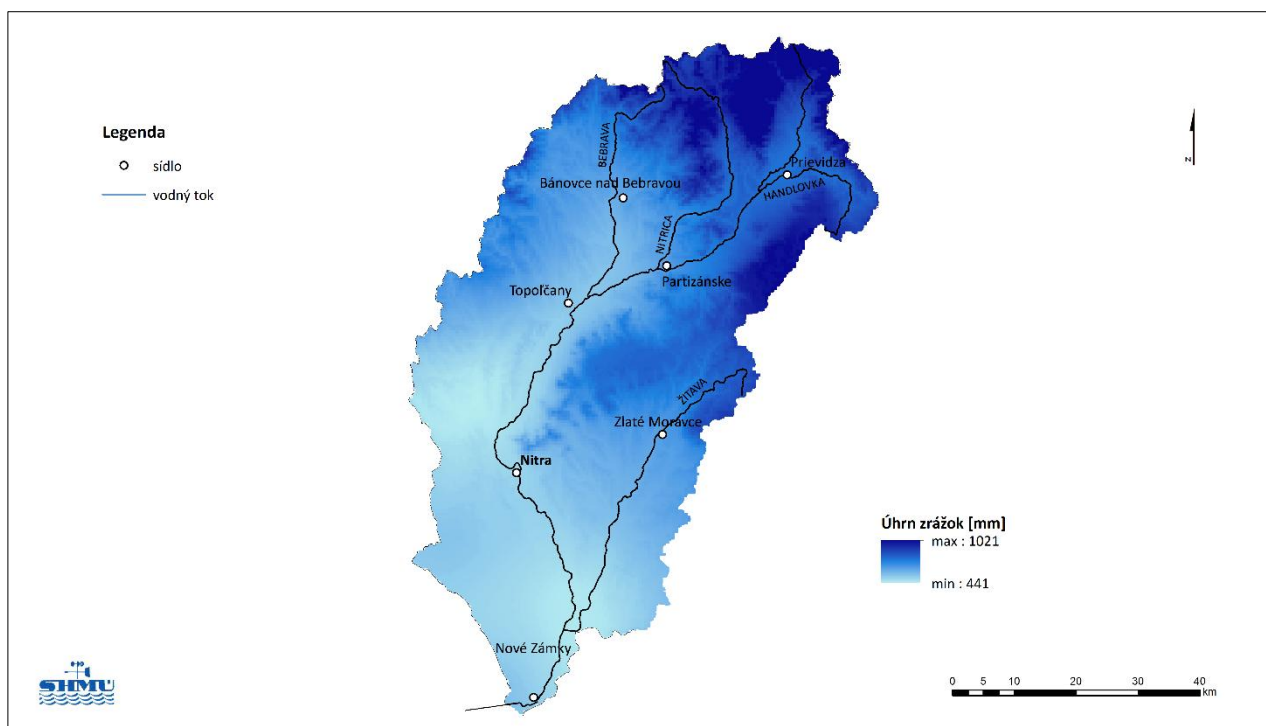 Legenda
sídlo
vodný tok
BEBRAVA
Bánovce nad Bebravou
Prievidza
HANDLOVKA
NITRICA
Partizánske
Topoľčany
ŽITAVA
Zlaté Moravce
Nitra
Nové Zámky
N
Úhrn zrážok [mm]
max : 1021
min : 441
SHMÚ
0 5 10 20 30 40
km